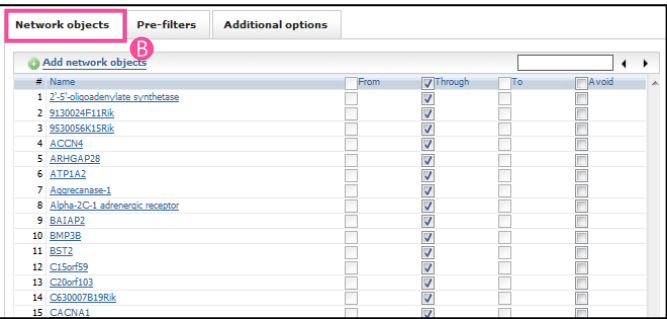 Network objects Pre-filters Additional options
B
Add network objects
# Name From Through To Avoid
1 2'-5'-oligoadenylate synthetase
2 9130024F11Rik
3 9530056K15Rik
4 ACCN4
5 ARHGAP28
6 ATP1A2
7 Aggrecanase-1
8 Alpha-2C-1 adrenergic receptor
9 BAIAP2
10 BMP3B
11 BST2
12 C15orf59
13 C20orf103
14 C630007B19Rik
15 CACNA1